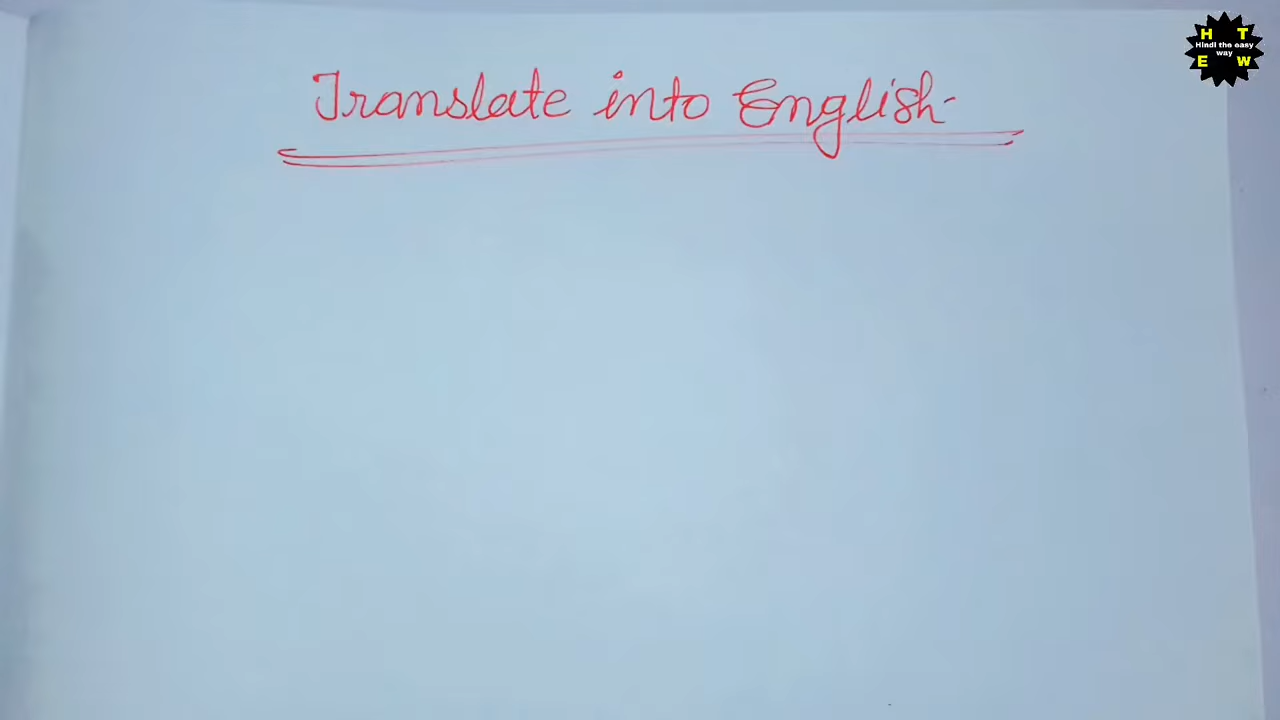 Translate into English-
H T
Hindi the easy
way
E W